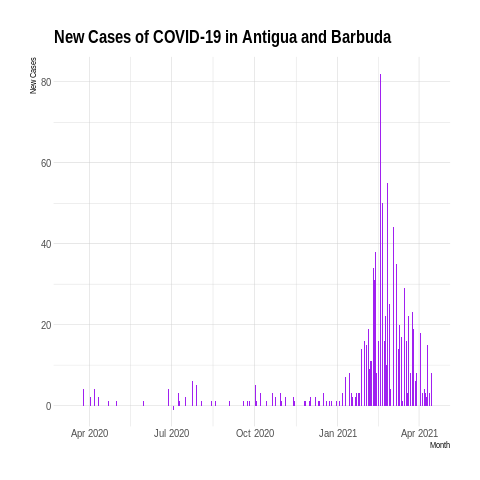 New Cases of COVID-19 in Antigua and Barbuda
New Cases
80
60
40
20
0
Apr 2020 Jul 2020 Oct 2020 Jan 2021 Apr 2021
Month